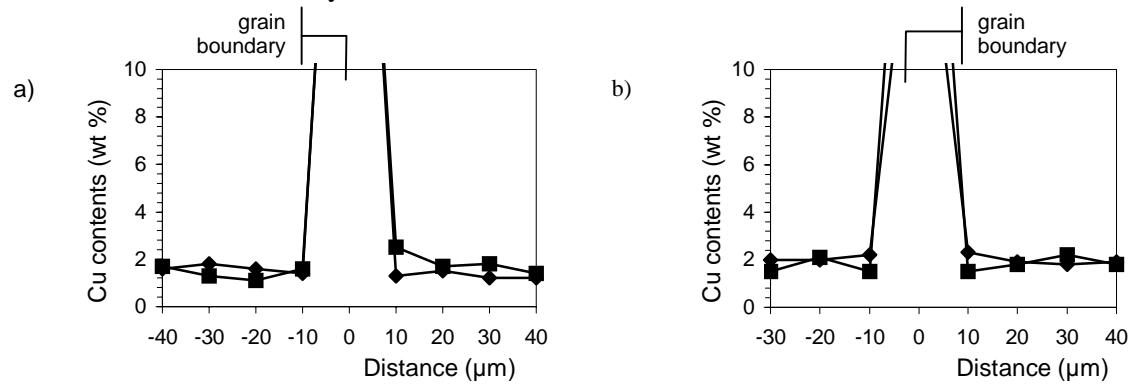 grain
boundary
a)
Cu contents (wt %)
10
8
6
4
2
0
-40 -30 -20 -10 0 10 20 30 40
Distance (µm)
grain
boundary
b)
Cu contents (wt %)
10
8
6
4
2
0
-30 -20 -10 0 10 20 30 40
Distance (µm)